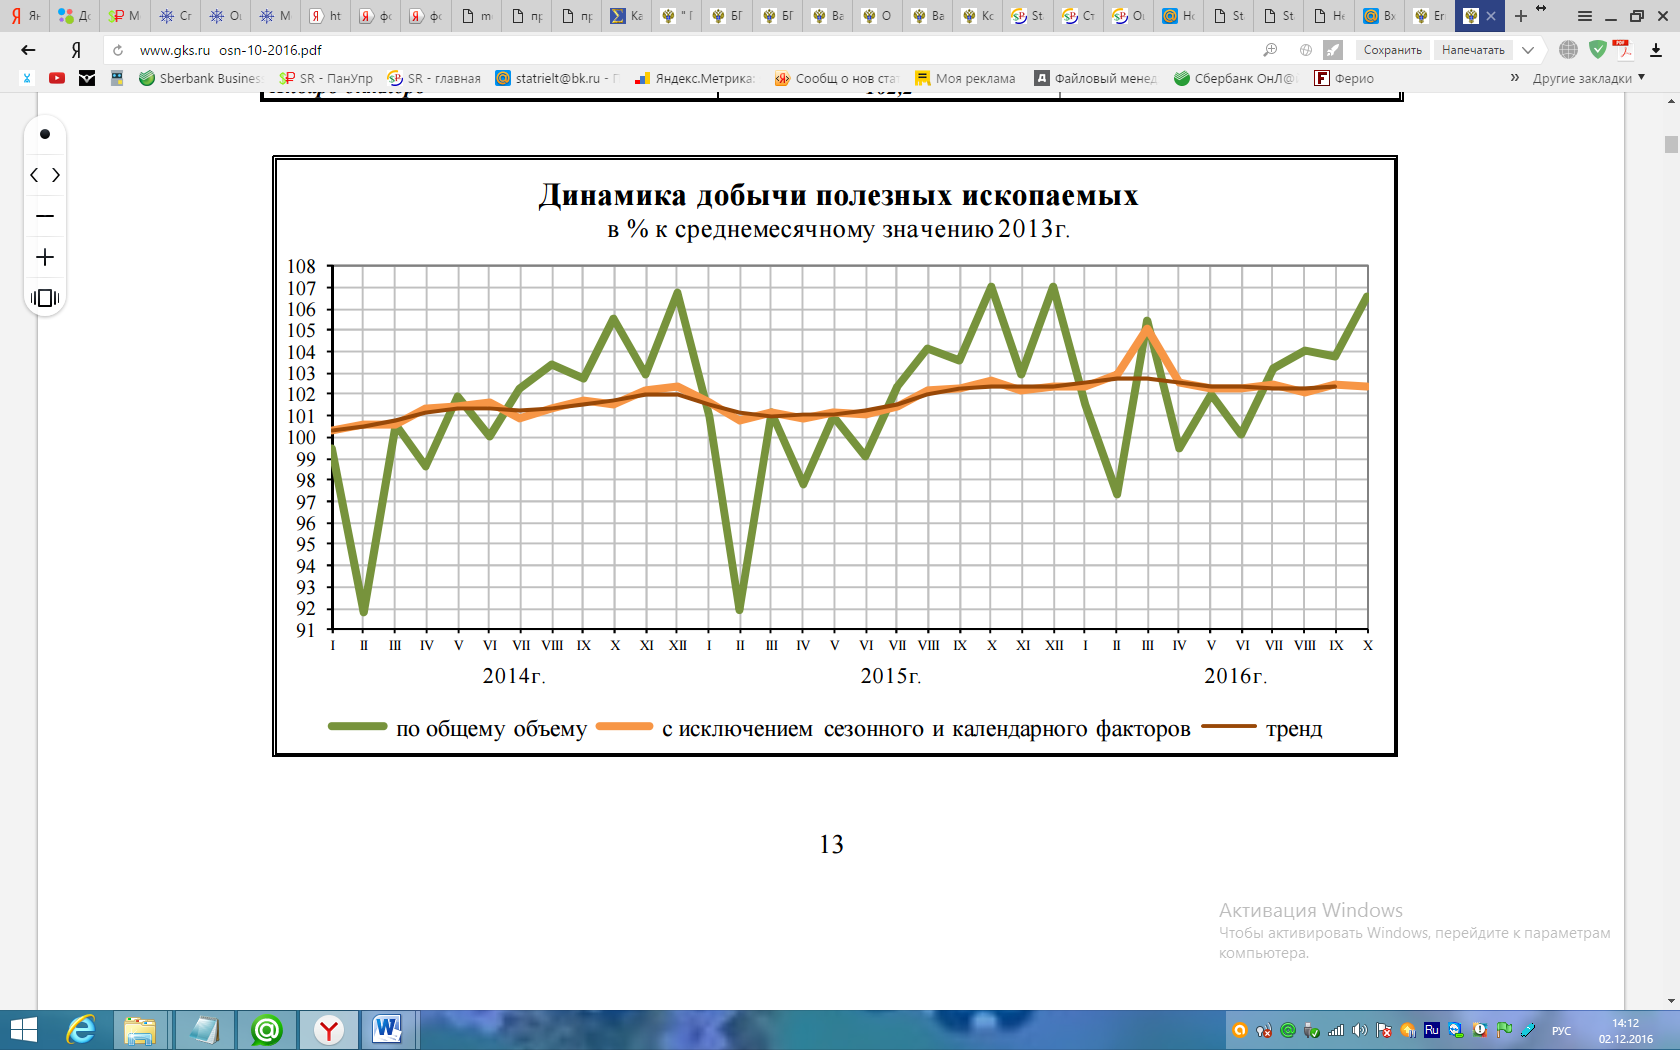 www.gks.ru osn-10-2016.pdf
Сохранить Напечатать
Sberbank Business SR - ПанУпр SR - главная statrielt@bk.ru - Яндекс.Метрика: Сообщ о нов стат Моя реклама Файловый менед Сбербанк ОнЛ@ Ферио » Другие закладки
Динамика добычи полезных ископаемых
в % к среднемесячному значению 2013г.
108
107
106
105
104
103
102
101
100
99
98
97
96
95
94
93
92
91
I II III IV V VI VII VIII IX X XI XII I II III IV V VI VII VIII IX X XI XII I II III IV V VI VII VIII IX X
2014г. 2015г. 2016г.
по общему объему с исключением сезонного и календарного факторов тренд
13
Активация Windows
Чтобы активировать Windows, перейдите к параметрам
компьютера.
Ru РУС 14:12
02.12.2016